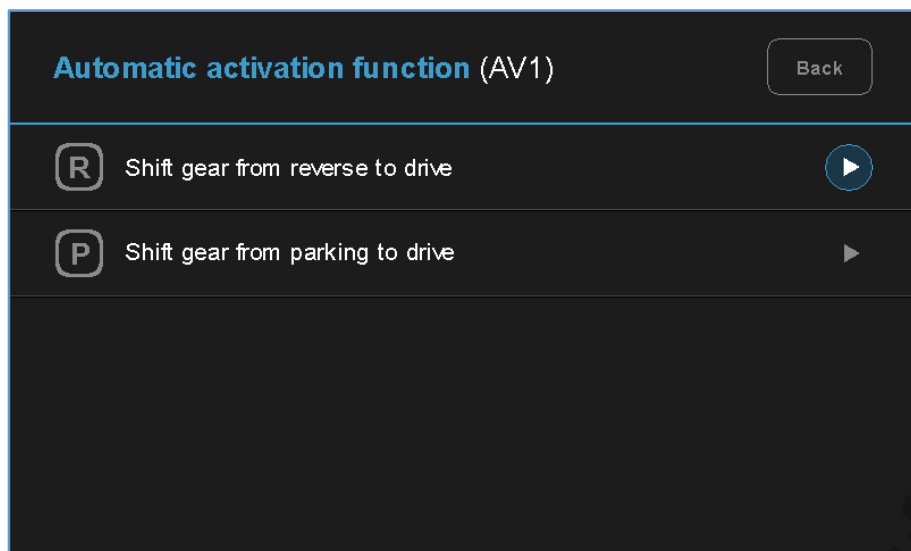 Automatic activation function (AV1)
Back
R Shift gear from reverse to drive
P Shift gear from parking to drive